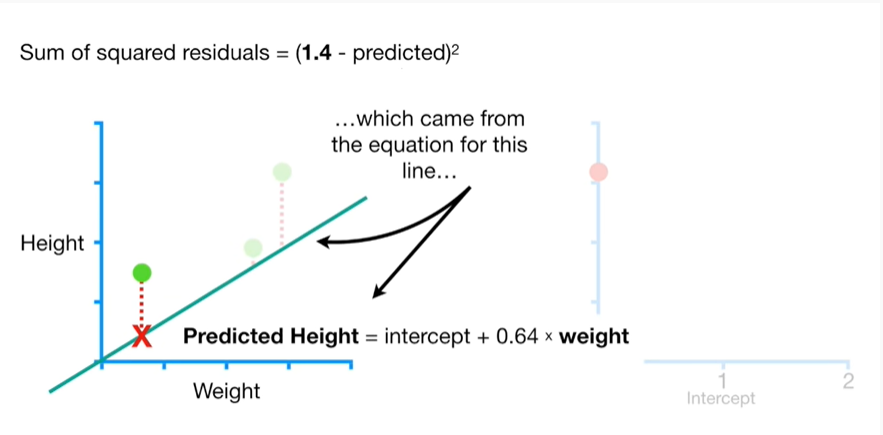 Sum of squared residuals = (1.4 - predicted)²
…which came from
the equation for this
line…
Height
X
Predicted Height = intercept + 0.64 × weight
Weight
1
2
Intercept